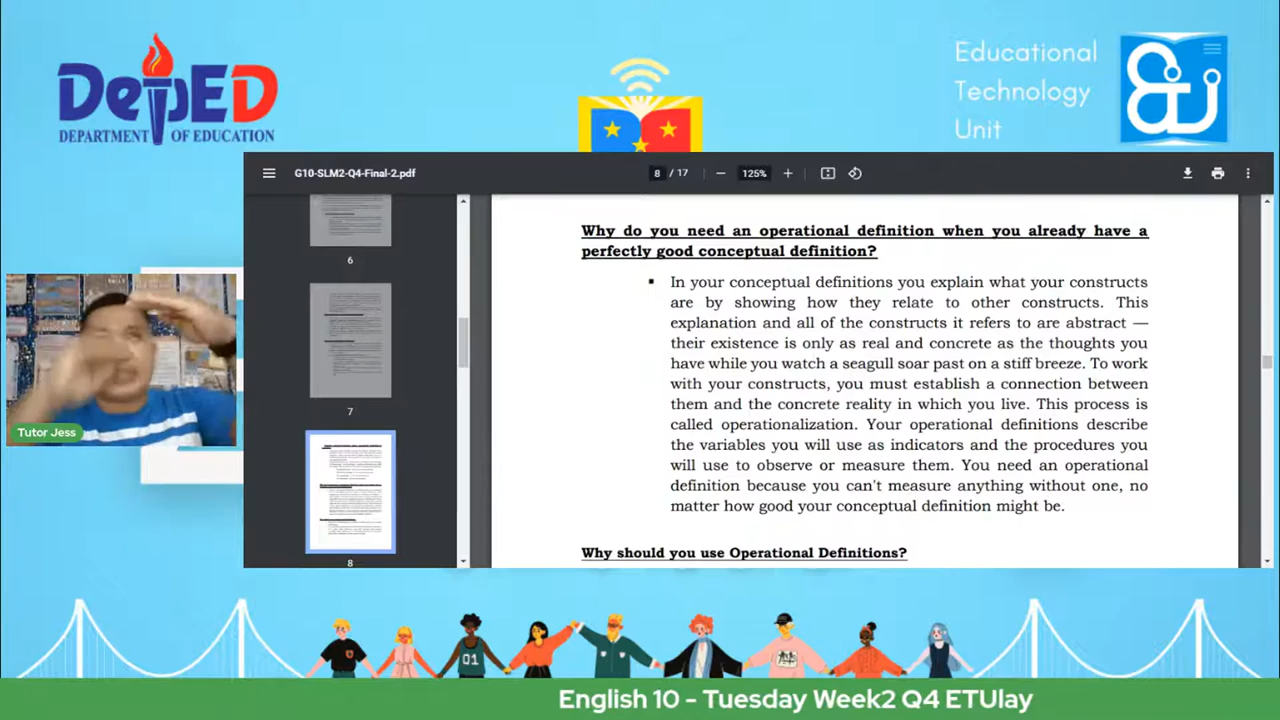 DepED
DEPARTMENT OF EDUCATION
Educational
Technology
Unit
G10-SLM2-Q4-Final-2.pdf
8 / 17
125%
6
7
8
Why do you need an operational definition when you already have a
perfectly good conceptual definition?
▪ In your conceptual definitions you explain what your constructs
are by showing how they relate to other constructs. This
explanation and all of the constructs it refers to are abstract —
their existence is only as real and concrete as the thoughts you
have while you watch a seagull soar past on a stiff breeze. To work
with your constructs, you must establish a connection between
them and the concrete reality in which you live. This process is
called operationalization. Your operational definitions describe
the variables you will use as indicators and the procedures you
will use to observe or measure them. You need an operational
definition because you can't measure anything without one, no
matter how good your conceptual definition might be.
Why should you use Operational Definitions?
Tutor Jess
01
English 10 - Tuesday Week2 Q4 ETUlay